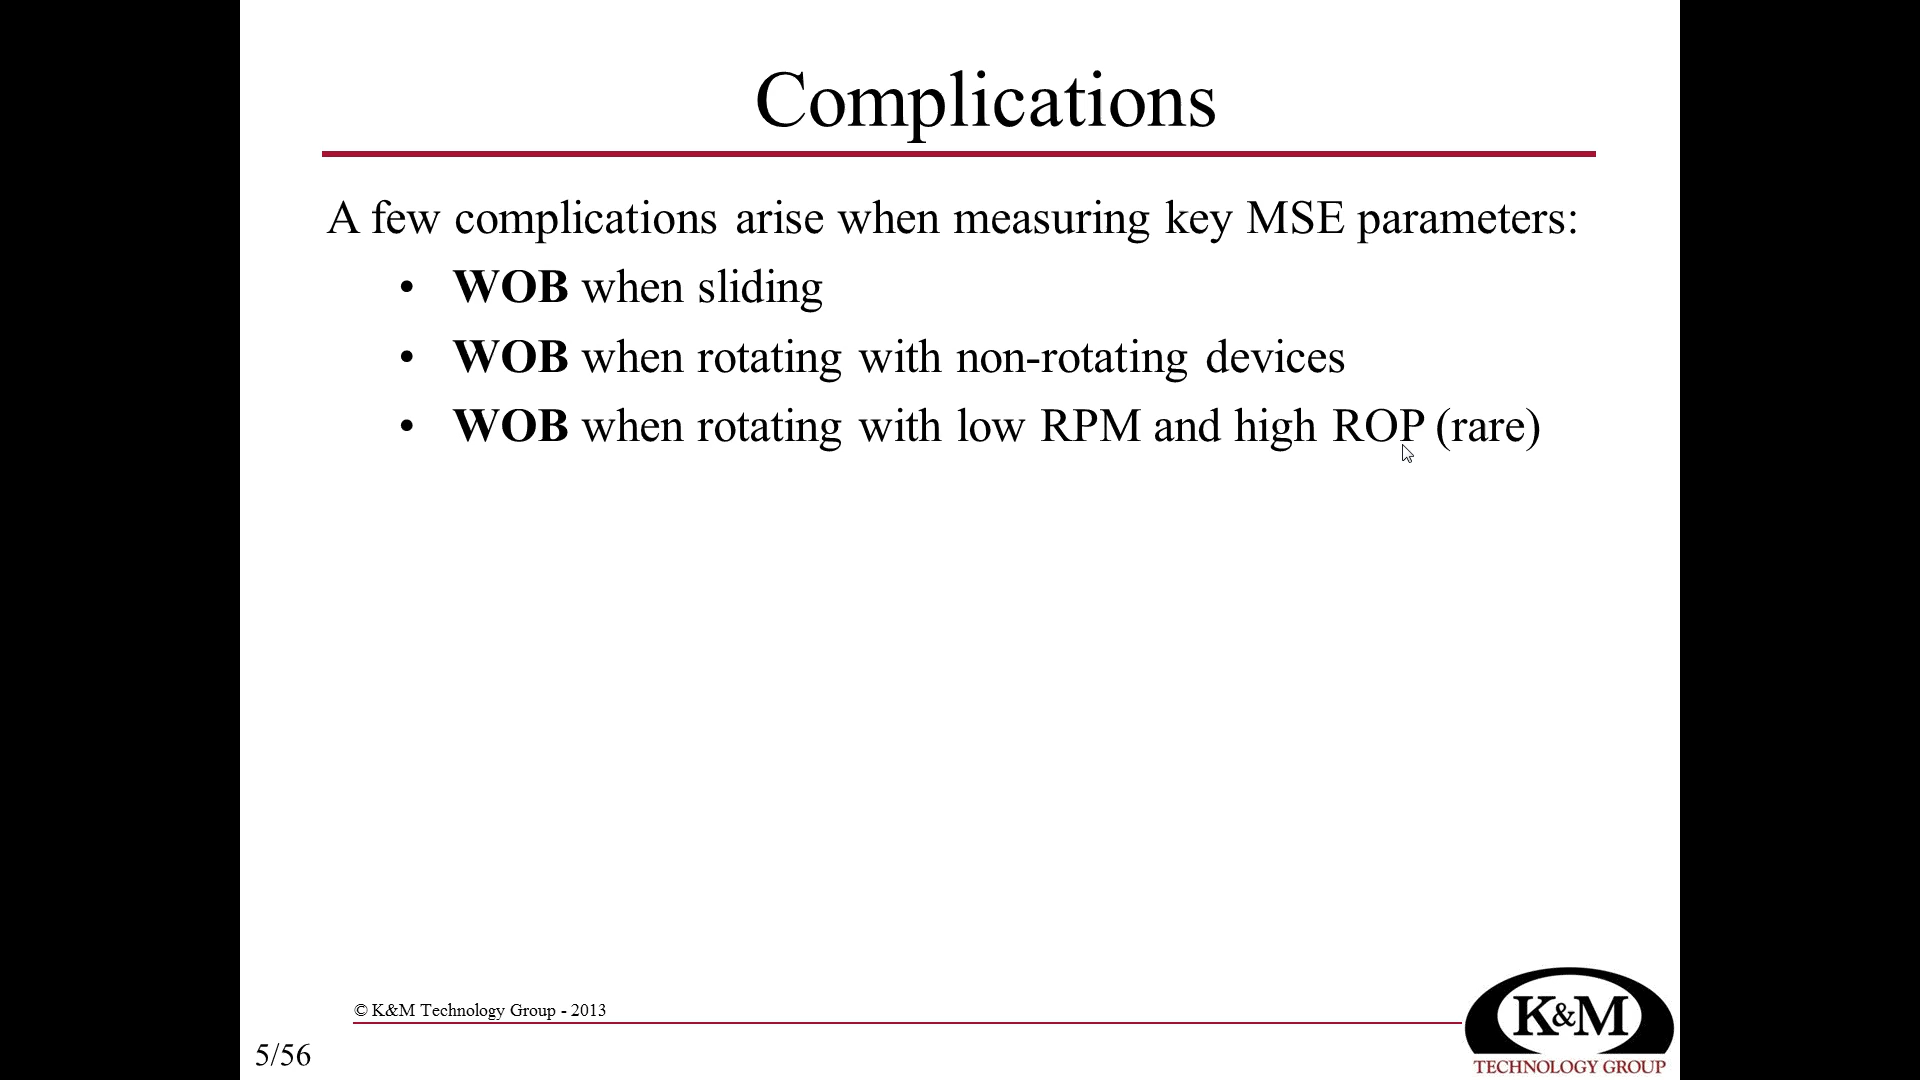 Complications
A few complications arise when measuring key MSE parameters:
• WOB when sliding
• WOB when rotating with non-rotating devices
• WOB when rotating with low RPM and high ROP (rare)
© K&M Technology Group - 2013
5/56
K&M
TECHNOLOGY GROUP